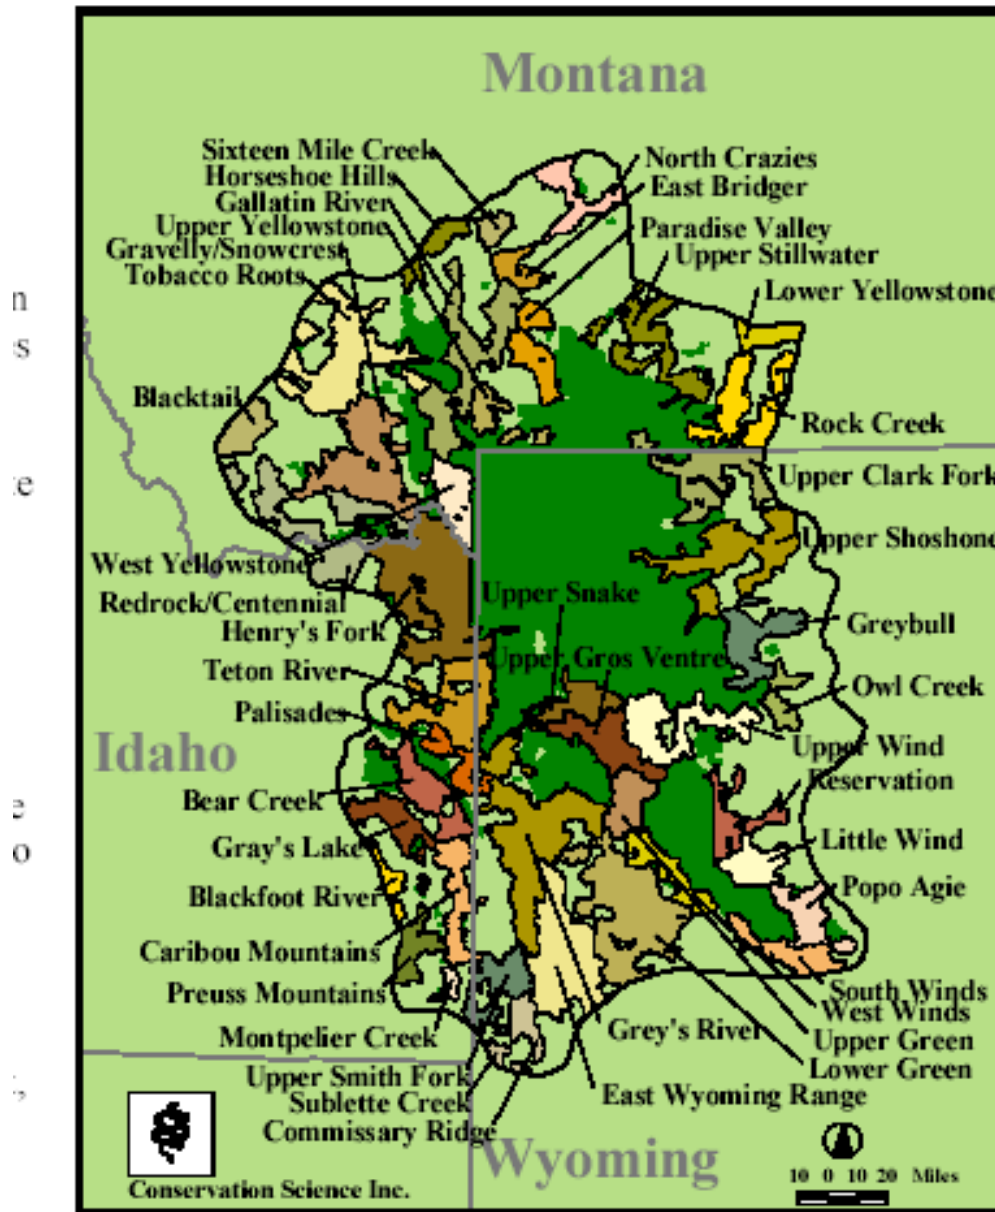 Montana
Sixteen Mile Creek
Horseshoe Hills
Gallatin River
Upper Yellowstone
Gravelly/Snowcrest
Tobacco Roots
North Crazies
East Bridger
Paradise Valley
Upper Stillwater
Lower Yellowstone
n
s
Blacktail
Rock Creek
Upper Clark Fork
e
Upper Shoshone
West Yellowstone
Redrock/Centennial
Henry's Fork
Upper Snake
Greybull
Teton River
Upper Gros Ventre
Owl Creek
Palisades
Idaho
Upper Wind
Reservation
Bear Creek
e
Gray's Lake
Little Wind
o
Blackfoot River
Popo Agie
Caribou Mountains
Preuss Mountains
South Winds
West Winds
Montpelier Creek
Grey's River
Upper Green
Lower Green
Upper Smith Fork
East Wyoming Range
Sublette Creek
Commissary Ridge
Wyoming
10 0 10 20 Miles
Conservation Science Inc.